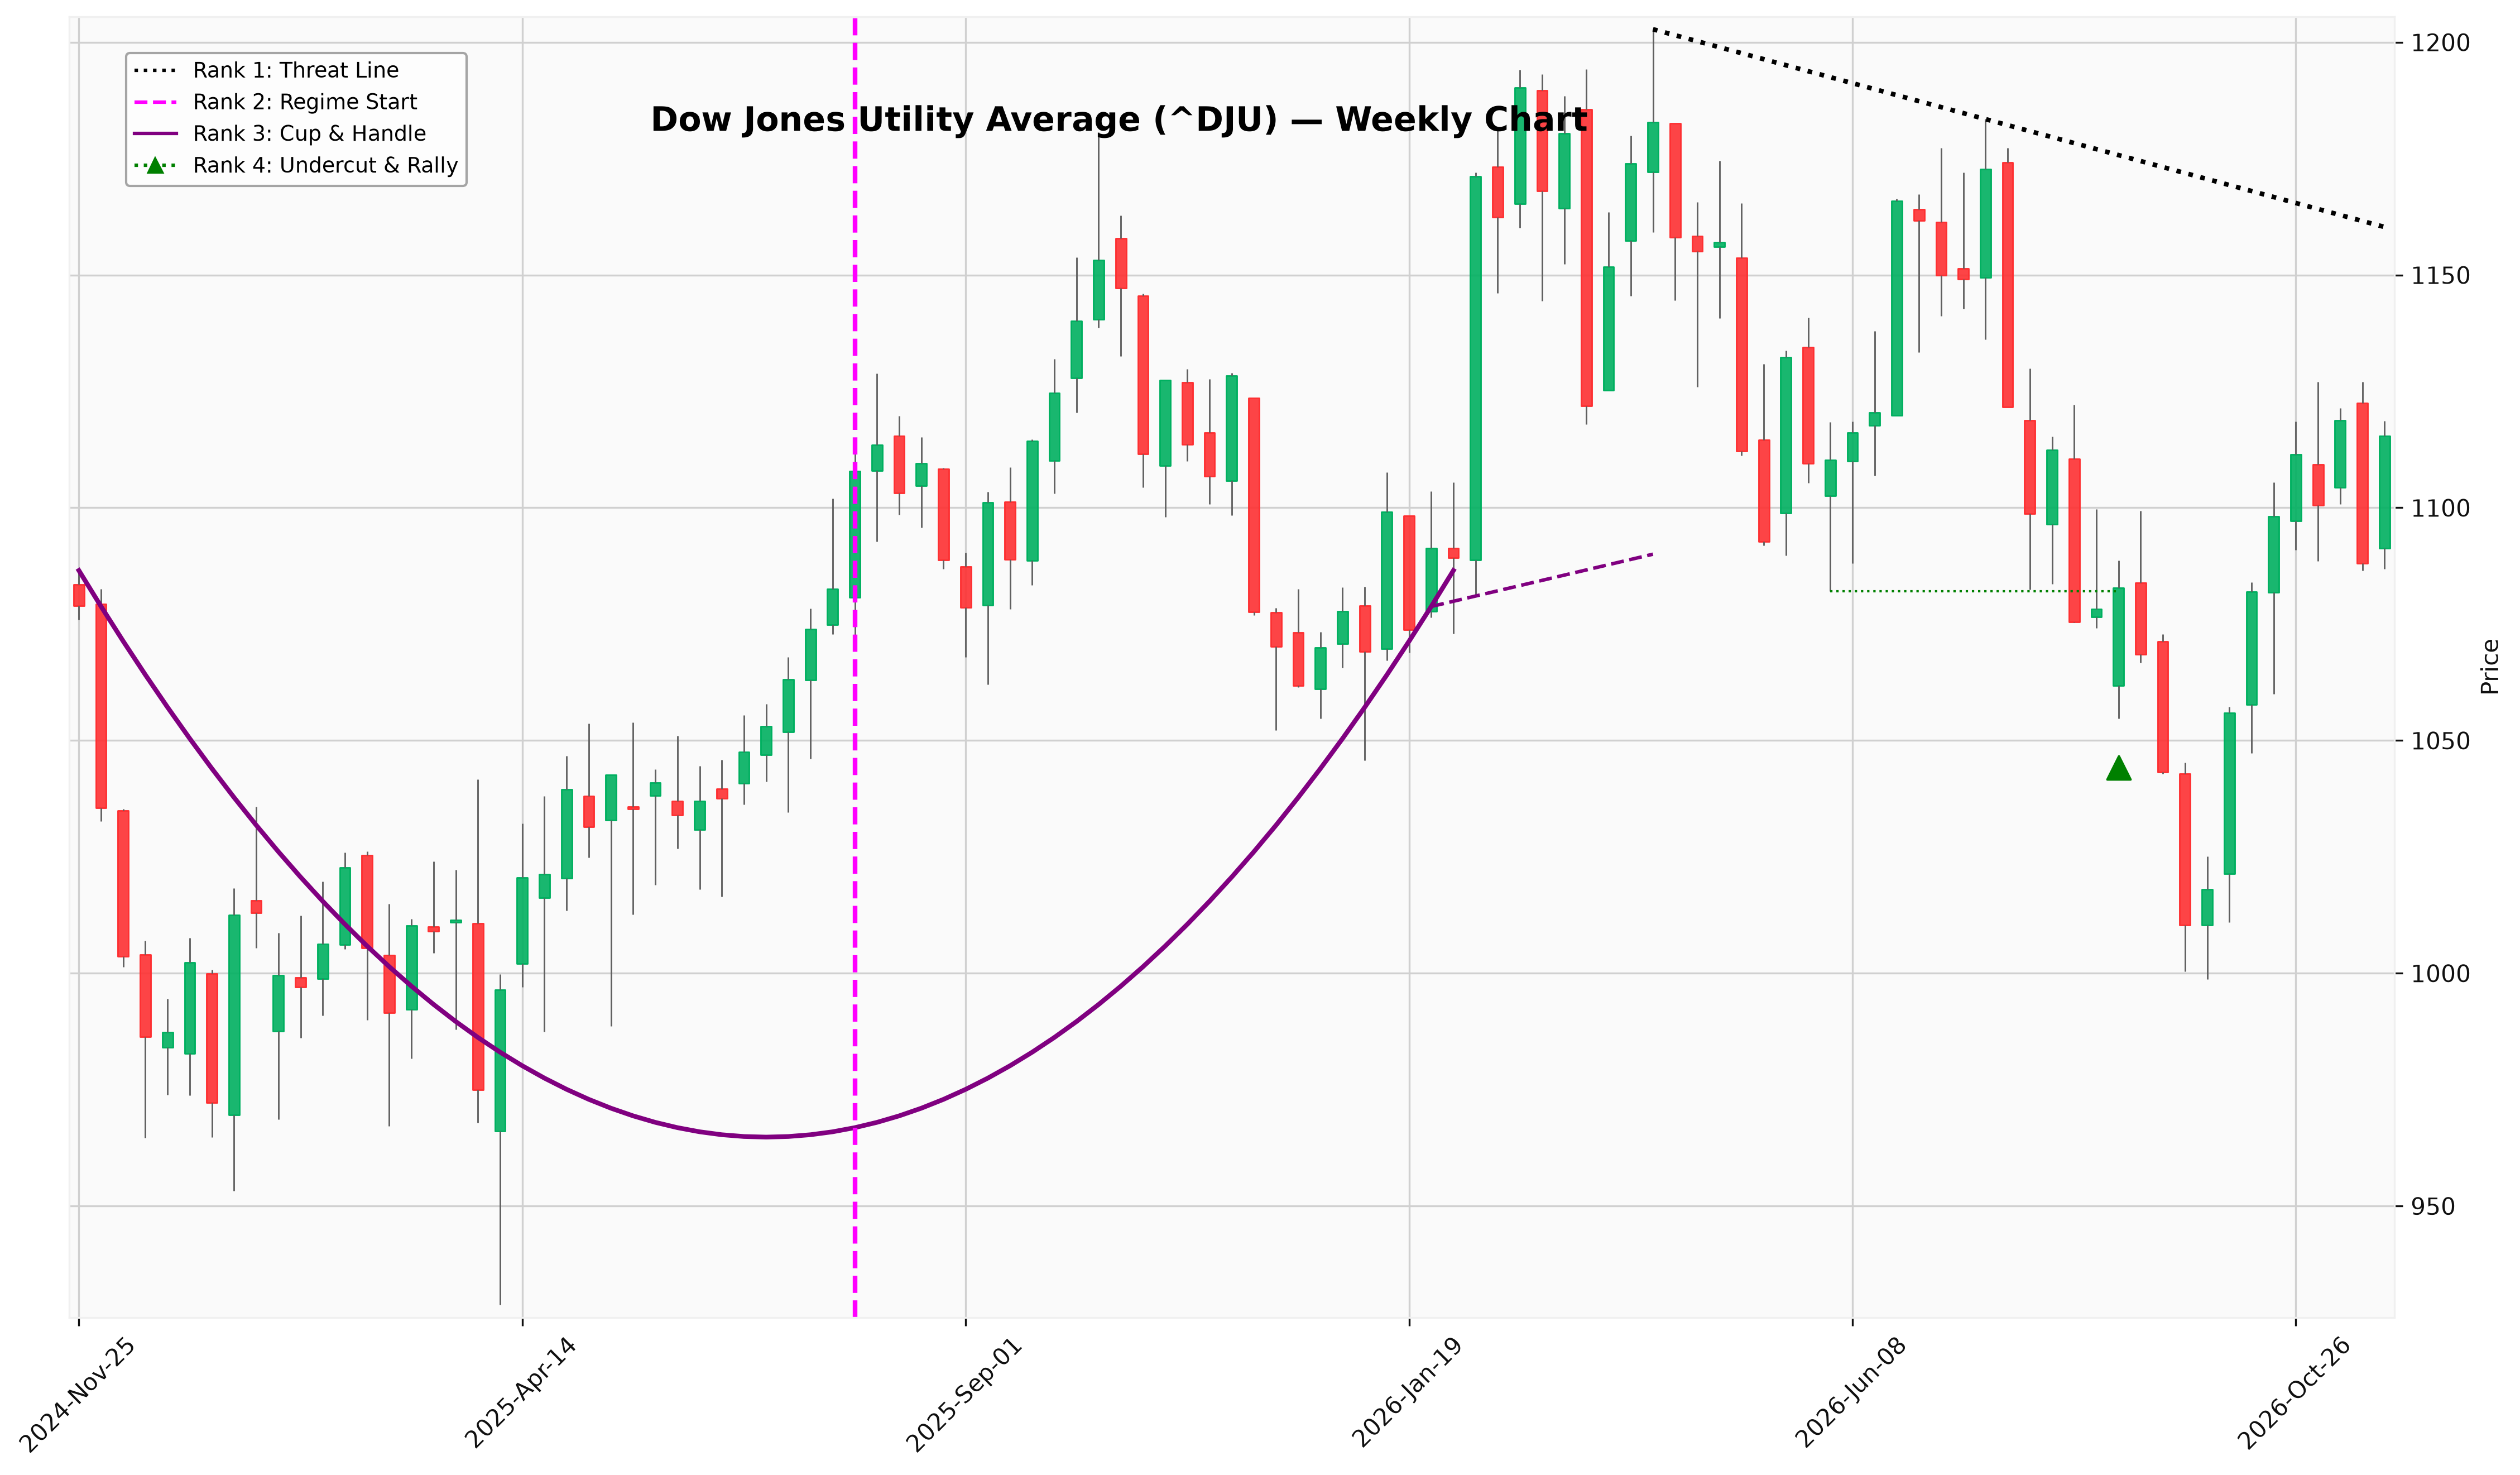 Rank 1: Threat Line
Rank 2: Regime Start
Rank 3: Cup & Handle
Rank 4: Undercut & Rally
Dow Jones Utility Average (^DJU) — Weekly Chart
1200
1150
1100
1050
1000
950
Price
2024-Nov-25
2025-Apr-14
2025-Sep-01
2026-Jan-19
2026-Jun-08
2026-Oct-26